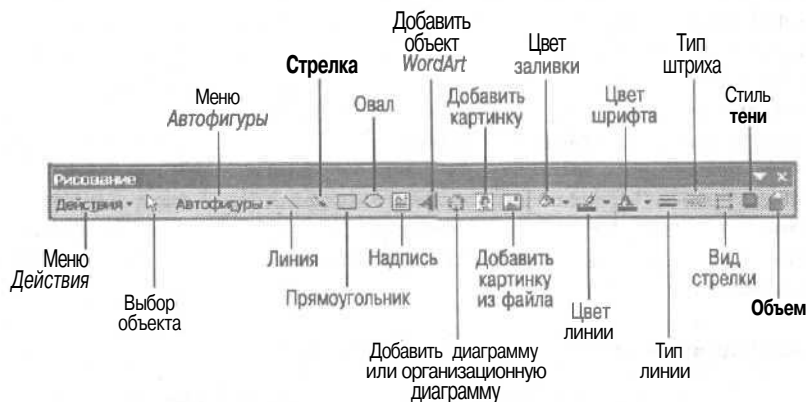 Добавить
объект
WordArt
Цвет
заливки
Тип
штриха
Стрелка
Меню
Автофигуры
Овал
Добавить
картинку
Цвет
шрифта
Стиль
тени
Рисование
Действия
Автофигуры
Меню
Действия
Выбор
объекта
Линия
Прямоугольник
Надпись
Добавить
картинку
из файла
Цвет
линии
Вид
стрелки
Объем
Добавить диаграмму
или организационную
диаграмму
Тип
линии